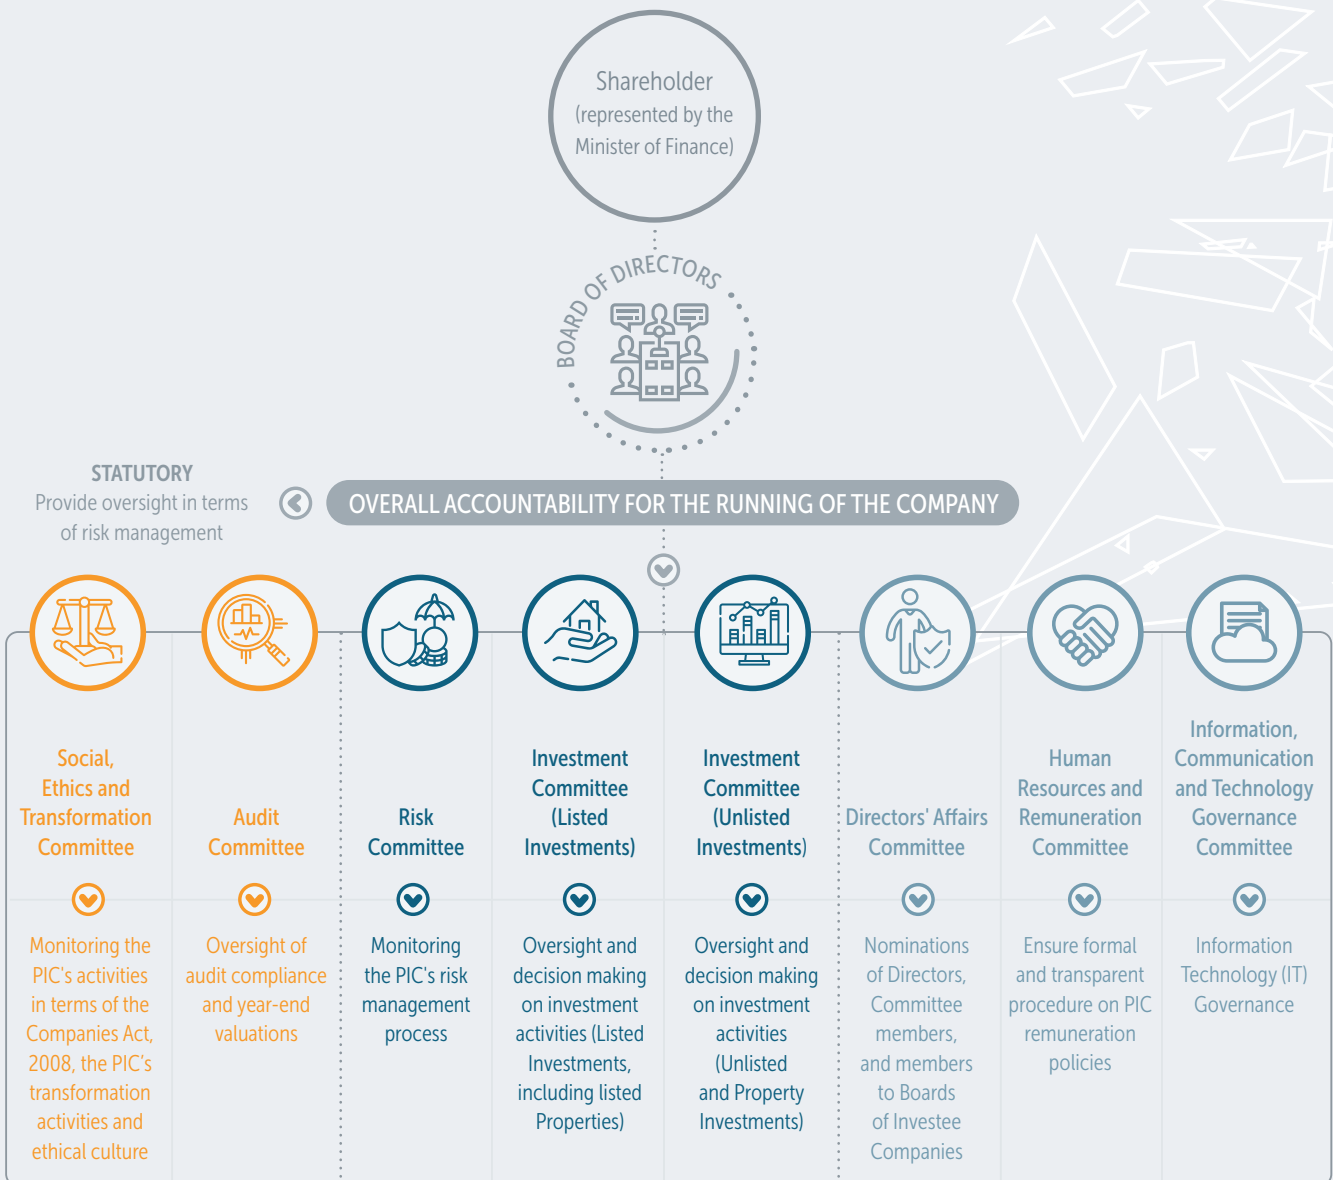 Shareholder
(represented by the
Minister of Finance)
BOARD OF DIRECTORS
STATUTORY
Provide oversight in terms
of risk management
OVERALL ACCOUNTABILITY FOR THE RUNNING OF THE COMPANY
Social,
Ethics and
Transformation
Committee
Monitoring the
PIC's activities
in terms of the
Companies Act,
2008, the PIC's
transformation
activities and
ethical culture
Audit
Committee
Oversight of
audit compliance
and year-end
valuations
Risk
Committee
Monitoring
the PIC's risk
management
process
Investment
Committee
(Listed
Investments)
Oversight and
decision making
on investment
activities (Listed
Investments,
including listed
Properties)
Investment
Committee
(Unlisted
Investments)
Oversight and
decision making
on investment
activities
(Unlisted
and Property
Investments)
Directors' Affairs
Committee
Nominations
of Directors,
Committee
members,
and members
to Boards
of Investee
Companies
Human
Resources and
Remuneration
Committee
Ensure formal
and transparent
procedure on PIC
remuneration
policies
Information,
Communication
and Technology
Governance
Committee
Information
Technology (IT)
Governance